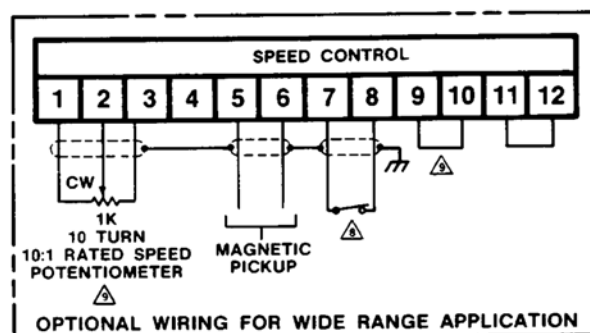 SPEED CONTROL
1 2 3 4 5 6 7 8 9 10 11 12
9
CW
8
1K
10 TURN
10:1 RATED SPEED
POTENTIOMETER
MAGNETIC
PICKUP
9
OPTIONAL WIRING FOR WIDE RANGE APPLICATION